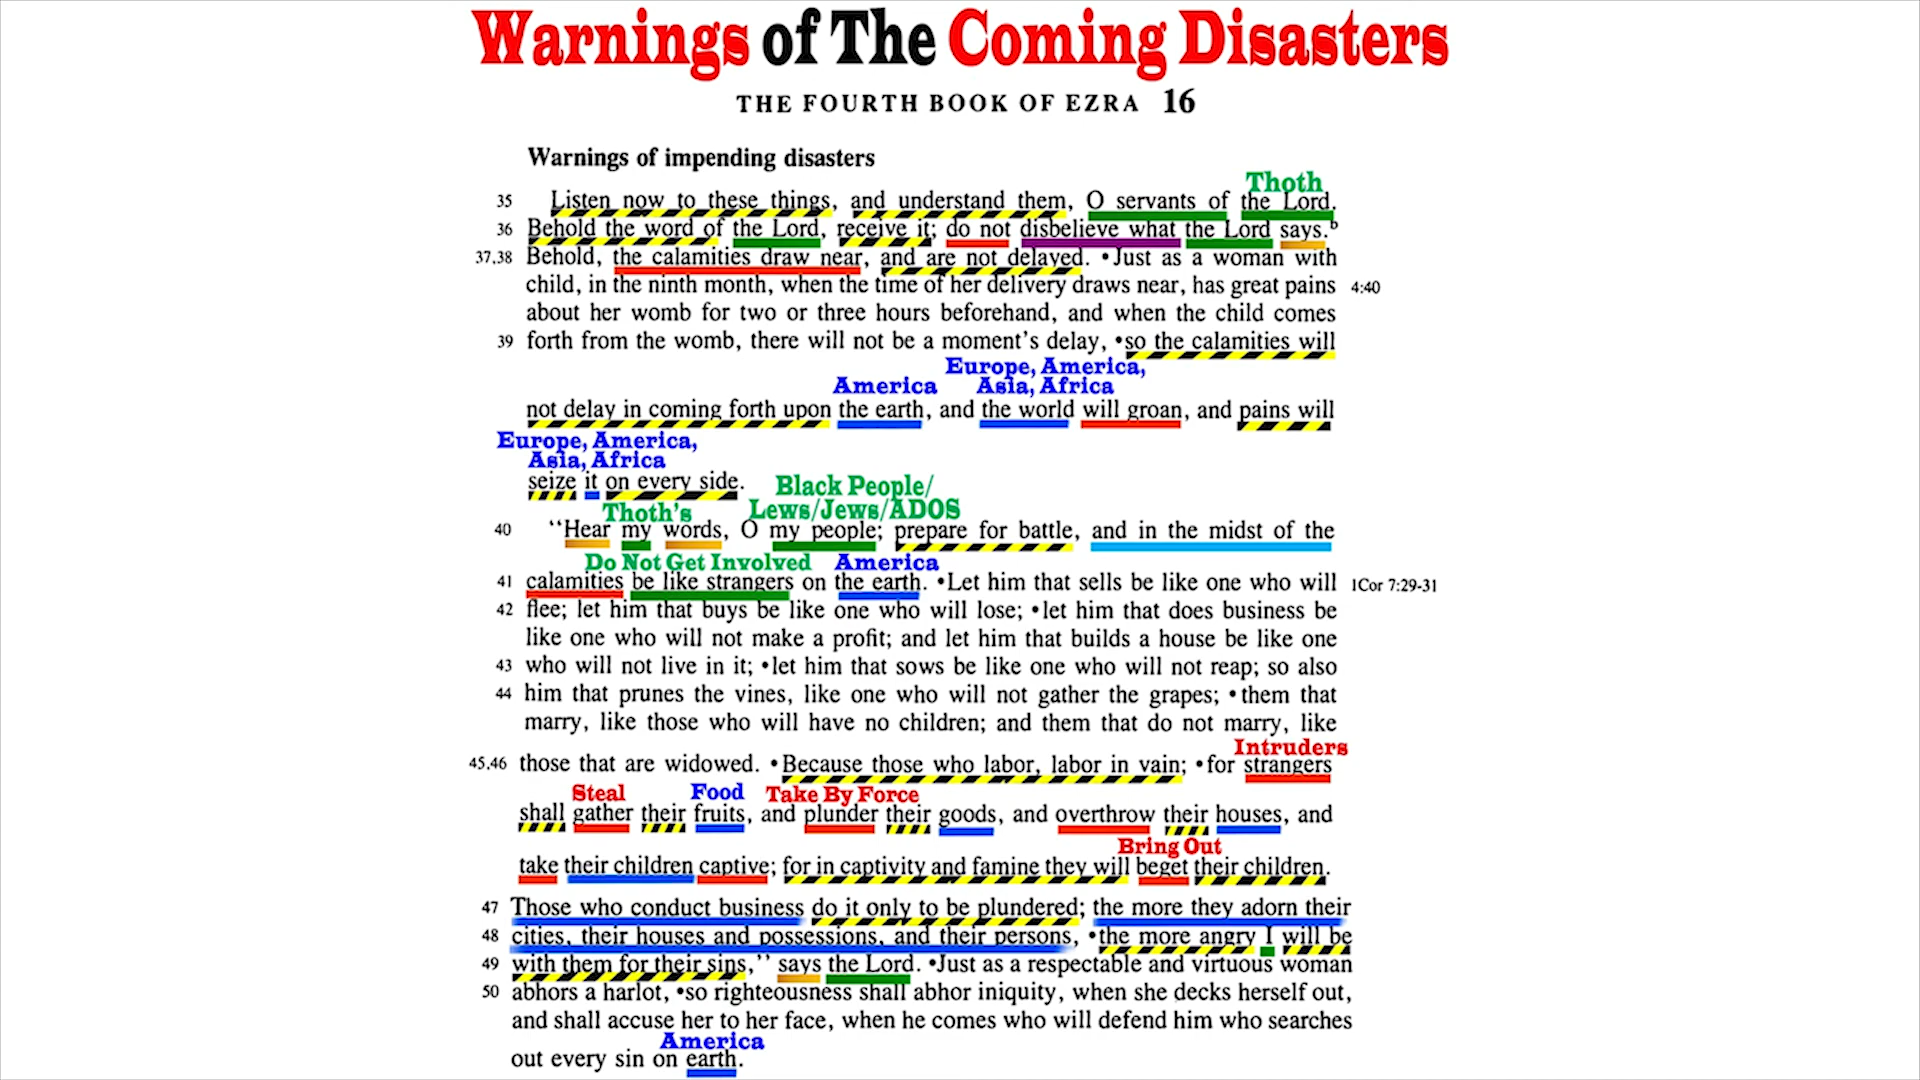 Warnings of The Coming Disasters
THE FOURTH BOOK OF EZRA 16
Warnings of impending disasters
Thoth
35 Listen now to these things, and understand them, O servants of the Lord.
36 Behold the word of the Lord, receive it; do not disbelieve what the Lord says.b
37,38 Behold, the calamities draw near, and are not delayed. •Just as a woman with
child, in the ninth month, when the time of her delivery draws near, has great pains 4:40
about her womb for two or three hours beforehand, and when the child comes
39 forth from the womb, there will not be a moment's delay, •so the calamities will
Europe, America,
America Asia, Africa
not delay in coming forth upon the earth, and the world will groan, and pains will
Europe, America,
Asia, Africa
seize it on every side.
Black People/
Thoth's Lews/Jews/ADOS
40 “Hear my words, O my people; prepare for battle, and in the midst of the
Do Not Get Involved America
41 calamities be like strangers on the earth. •Let him that sells be like one who will 1Cor 7:29-31
42 flee; let him that buys be like one who will lose; •let him that does business be
like one who will not make a profit; and let him that builds a house be like one
43 who will not live in it; •let him that sows be like one who will not reap; so also
44 him that prunes the vines, like one who will not gather the grapes; •them that
marry, like those who will have no children; and them that do not marry, like
Intruders
45,46 those that are widowed. •Because those who labor, labor in vain; •for strangers
Steal Food Take By Force
shall gather their fruits, and plunder their goods, and overthrow their houses, and
Bring Out
take their children captive; for in captivity and famine they will beget their children.
47 Those who conduct business do it only to be plundered; the more they adorn their
48 cities, their houses and possessions, and their persons, •the more angry I will be
49 with them for their sins,” says the Lord. •Just as a respectable and virtuous woman
50 abhors a harlot, •so righteousness shall abhor iniquity, when she decks herself out,
and shall accuse her to her face, when he comes who will defend him who searches
America
out every sin on earth.